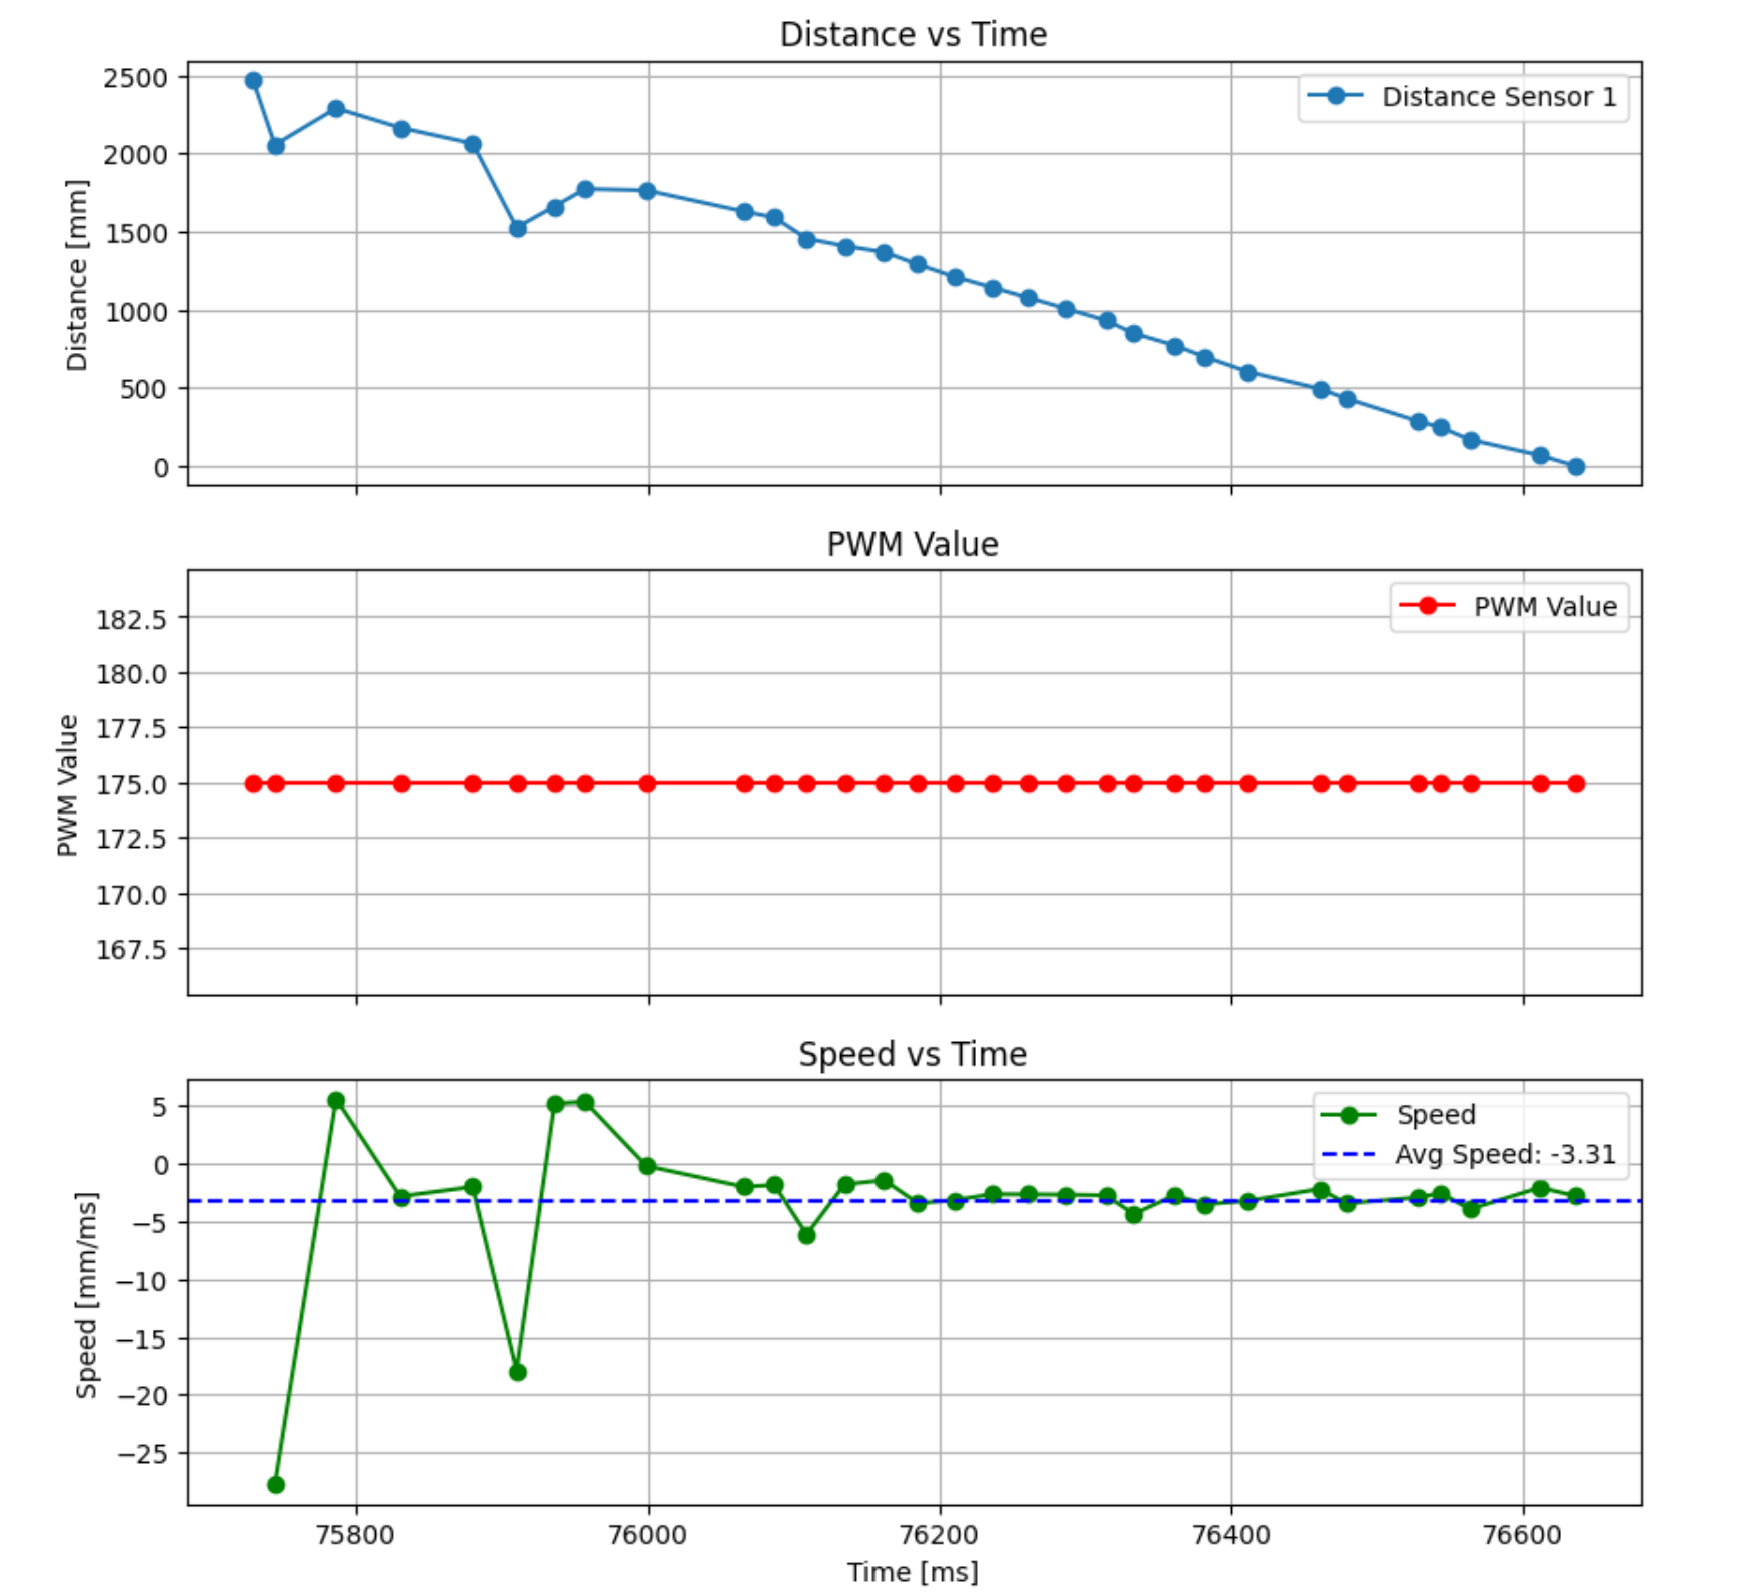 Distance vs Time
2500
2000
1500
1000
500
0
Distance [mm]
Distance Sensor 1
PWM Value
182.5
180.0
177.5
175.0
172.5
170.0
167.5
PWM Value
PWM Value
Speed vs Time
5
0
−5
−10
−15
−20
−25
Speed [mm/ms]
Speed
Avg Speed: -3.31
75800
76000
76200
76400
76600
Time [ms]